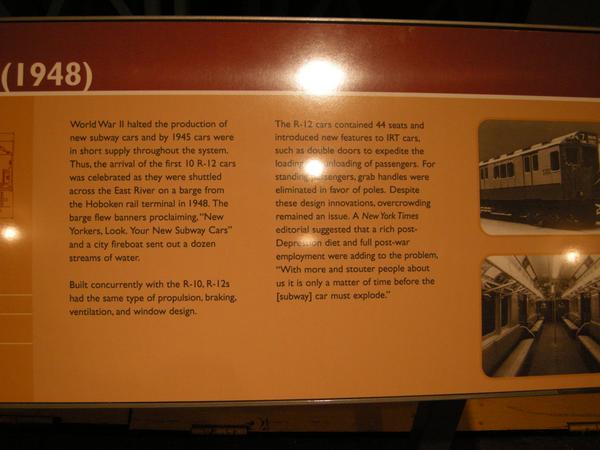 (1948)
World War II halted the production of
new subway cars and by 1945 cars were
in short supply throughout the system.
Thus, the arrival of the first 10 R-12 cars
was celebrated as they were shuttled
across the East River on a barge from
the Hoboken rail terminal in 1948. The
barge flew banners proclaiming, "New
Yorkers, Look. Your New Subway Cars"
and a city fireboat sent out a dozen
streams of water.
Built concurrently with the R-10, R-12s
had the same type of propulsion, braking,
ventilation, and window design.
The R-12 cars contained 44 seats and
introduced new features to IRT cars,
such as double doors to expedite the
loading unloading of passengers. For
standing passengers, grab handles were
eliminated in favor of poles. Despite
these design innovations, overcrowding
remained an issue. A New York Times
editorial suggested that a rich post-
Depression diet and full post-war
employment were adding to the problem,
"With more and stouter people about
us it is only a matter of time before the
[subway] car must explode."